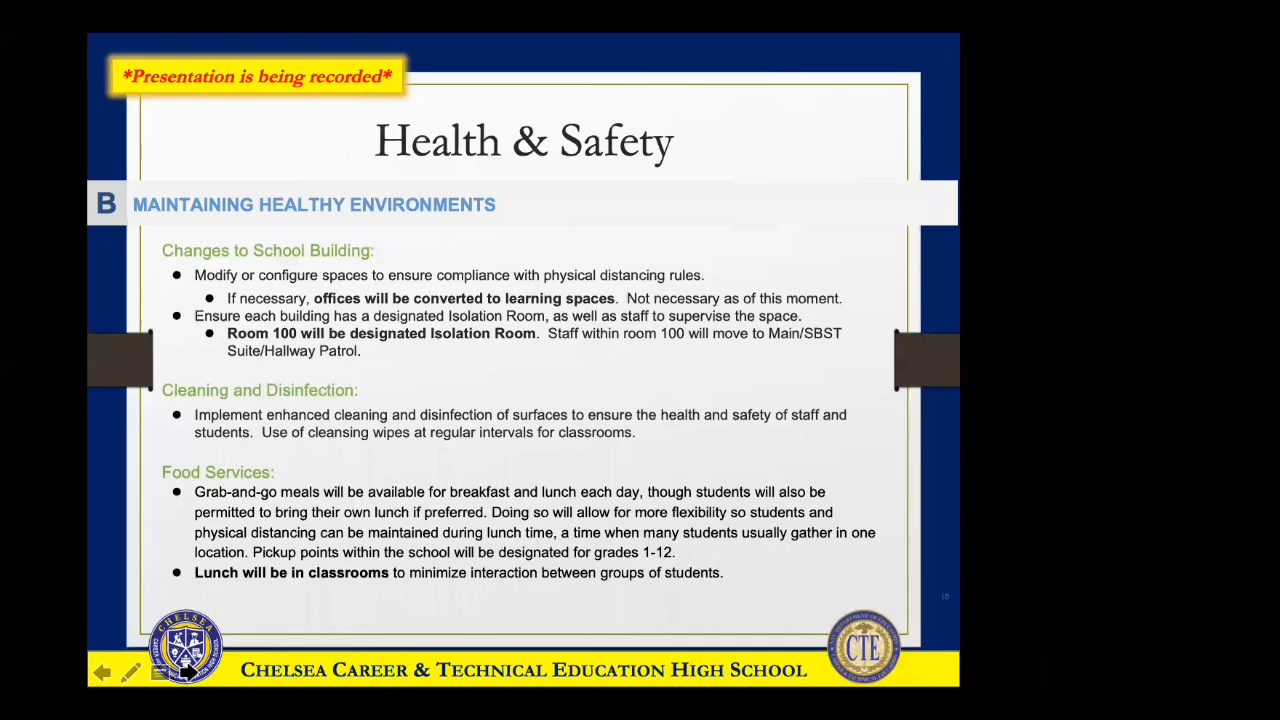 *Presentation is being recorded*
Health & Safety
B MAINTAINING HEALTHY ENVIRONMENTS
Changes to School Building:
● Modify or configure spaces to ensure compliance with physical distancing rules.
● If necessary, offices will be converted to learning spaces. Not necessary as of this moment.
● Ensure each building has a designated Isolation Room, as well as staff to supervise the space.
● Room 100 will be designated Isolation Room. Staff within room 100 will move to Main/SBST
Suite/Hallway Patrol.
Cleaning and Disinfection:
● Implement enhanced cleaning and disinfection of surfaces to ensure the health and safety of staff and
students. Use of cleansing wipes at regular intervals for classrooms.
Food Services:
● Grab-and-go meals will be available for breakfast and lunch each day, though students will also be
permitted to bring their own lunch if preferred. Doing so will allow for more flexibility so students and
physical distancing can be maintained during lunch time, a time when many students usually gather in one
location. Pickup points within the school will be designated for grades 1-12.
● Lunch will be in classrooms to minimize interaction between groups of students.
CHELSEA
CTE
CHELSEA CAREER & TECHNICAL EDUCATION HIGH SCHOOL